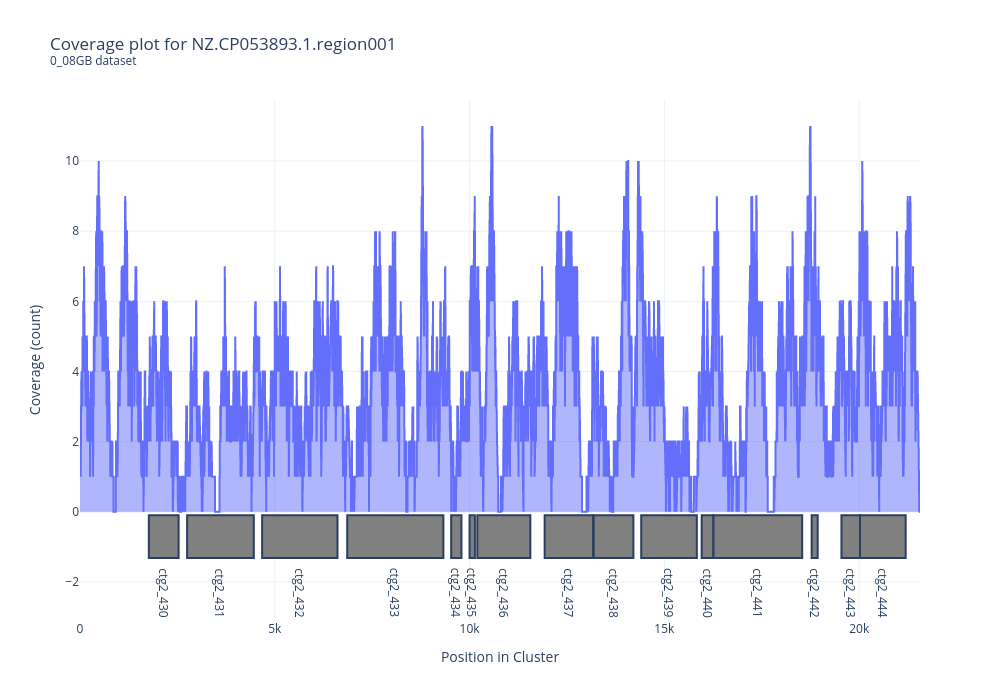 Coverage plot for NZ.CP053893.1.region001
0_08GB dataset
Coverage (count)
10
8
6
4
2
0
−2
ctg2_430
ctg2_431
ctg2_432
ctg2_433
ctg2_434
ctg2_435
ctg2_436
ctg2_437
ctg2_438
ctg2_439
ctg2_440
ctg2_441
ctg2_442
ctg2_443
ctg2_444
0
5k
10k
15k
20k
Position in Cluster